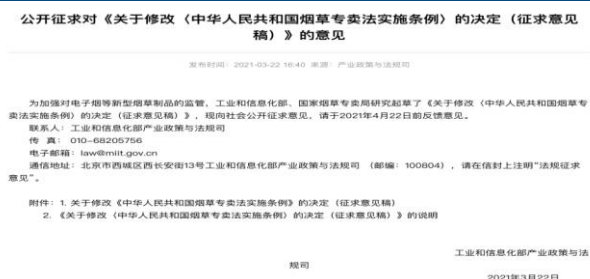 公开征求对《关于修改〈中华人民共和国烟草专卖法实施条例〉的决定（征求意见
稿）》的意见
发布时间：2021-03-22 16:40 来源：产业政策与法规司
为加强对电子烟等新型烟草制品的监管，工业和信息化部、国家烟草专卖局研究起草了《关于修改〈中华人民共和国烟草专
卖法实施条例〉的决定（征求意见稿）》，现向社会公开征求意见，请于2021年4月22日前反馈意见。
联系人：工业和信息化部产业政策与法规司
传 真： 010-68205756
电子邮箱：law@miit.gov.cn
通信地址：北京市西城区西长安街13号工业和信息化部产业政策与法规司 （邮编：100804），请在信封上注明“法规征求
意见”。
附件：1. 关于修改《中华人民共和国烟草专卖法实施条例》的决定（征求意见稿）
2. 《关于修改〈中华人民共和国烟草专卖法实施条例〉的决定（征求意见稿）》的说明
工业和信息化部产业政策与法
规司
2021年3月22日